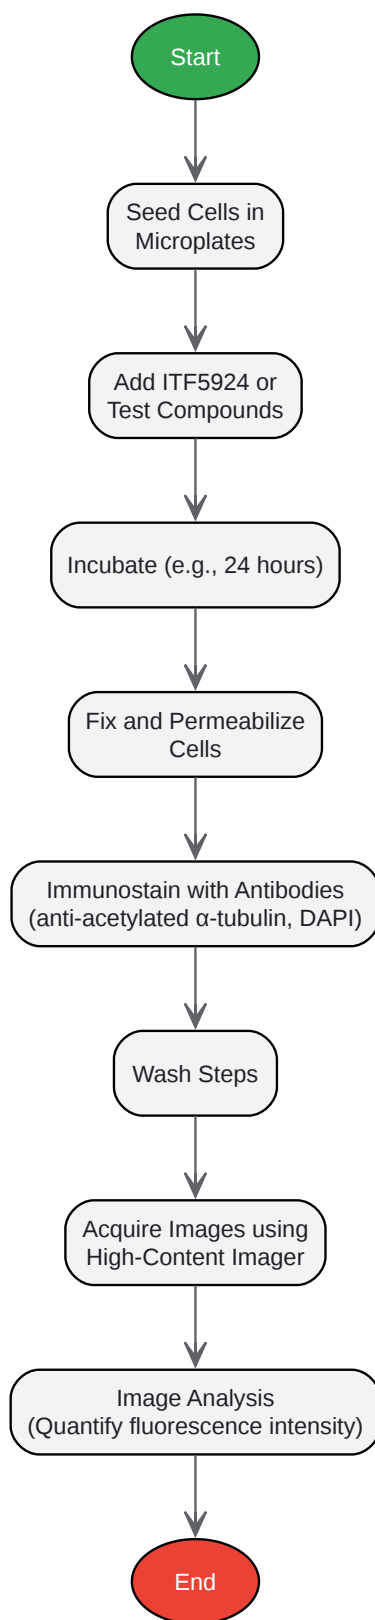 Start
Seed Cells in
Microplates
Add ITF5924 or
Test Compounds
Incubate (e.g., 24 hours)
Fix and Permeabilize
Cells
Immunostain with Antibodies
(anti-acetylated α-tubulin, DAPI)
Wash Steps
Acquire Images using
High-Content Imager
Image Analysis
(Quantify fluorescence intensity)
End